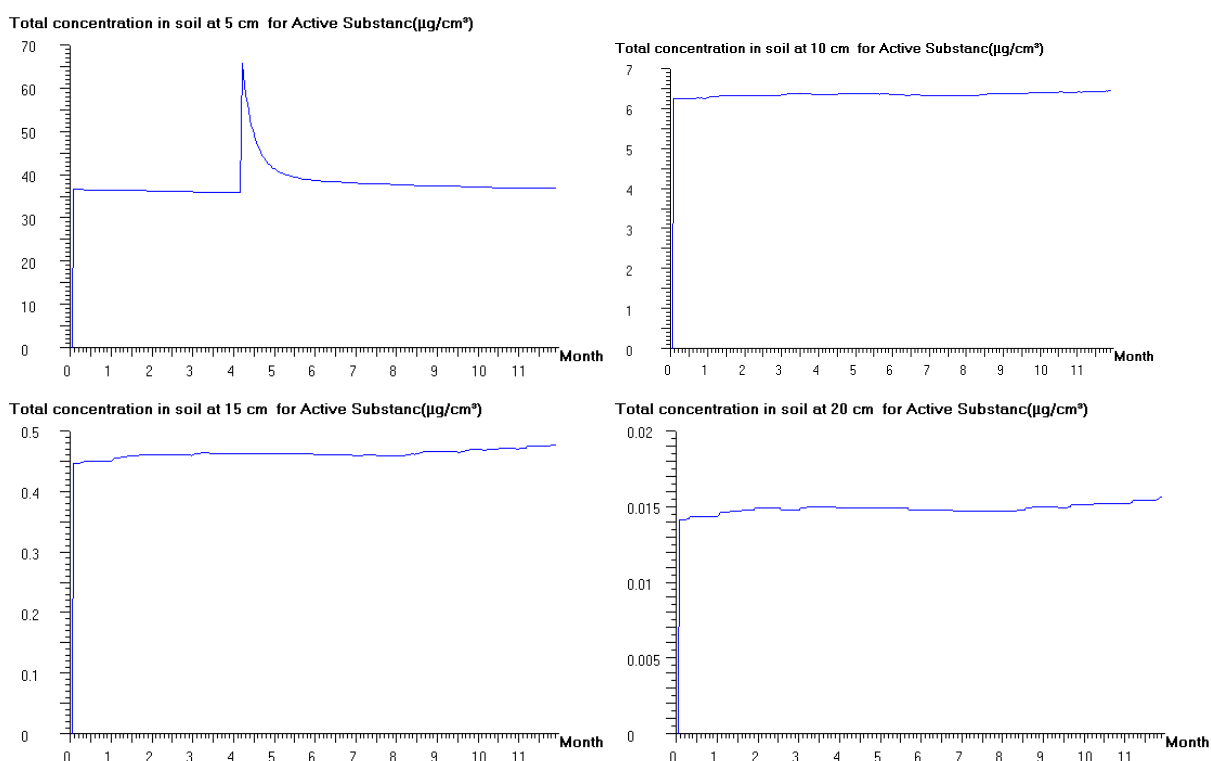 Total concentration in soil at 5 cm for Active Substanc(µg/cm³)
70
60
50
40
30
20
10
0
0 1 2 3 4 5 6 7 8 9 10 11
Month
Total concentration in soil at 10 cm for Active Substanc(µg/cm³)
7
6
5
4
3
2
1
0
0 1 2 3 4 5 6 7 8 9 10 11
Month
Total concentration in soil at 15 cm for Active Substanc(µg/cm³)
0.5
0.4
0.3
0.2
0.1
0
0 1 2 3 4 5 6 7 8 9 10 11
Month
Total concentration in soil at 20 cm for Active Substanc(µg/cm³)
0.02
0.015
0.01
0.005
0
0 1 2 3 4 5 6 7 8 9 10 11
Month